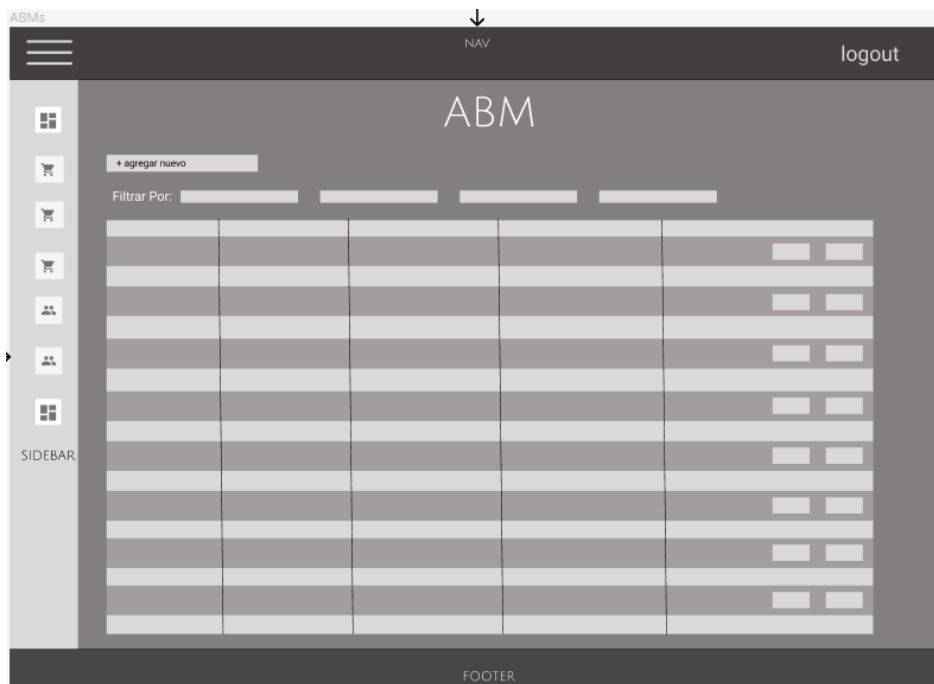 ABMs
NAV
logout
ABM
+ agregar nuevo
Filtrar Por:
SIDEBAR
FOOTER